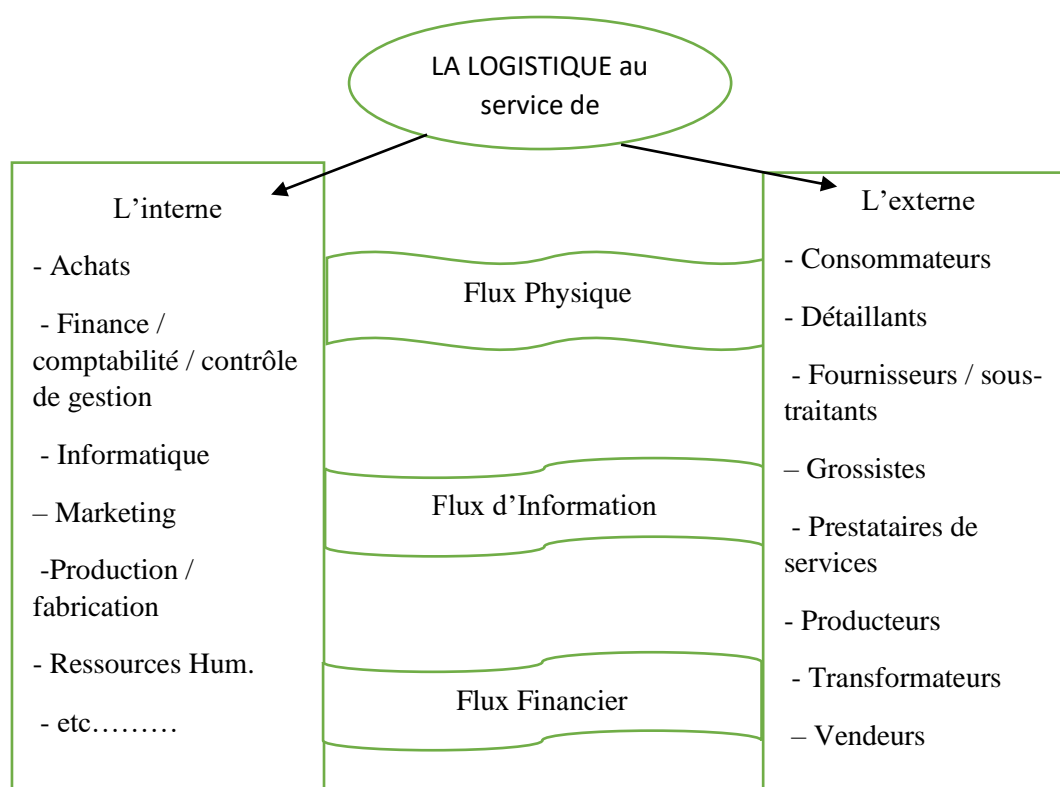 LA LOGISTIQUE au
service de
L’interne
- Achats
- Finance /
comptabilité / contrôle
de gestion
- Informatique
– Marketing
-Production /
fabrication
- Ressources Hum.
- etc………
Flux Physique
Flux d’Information
Flux Financier
L’externe
- Consommateurs
- Détaillants
- Fournisseurs / sous-
traitants
– Grossistes
- Prestataires de
services
- Producteurs
- Transformateurs
– Vendeurs